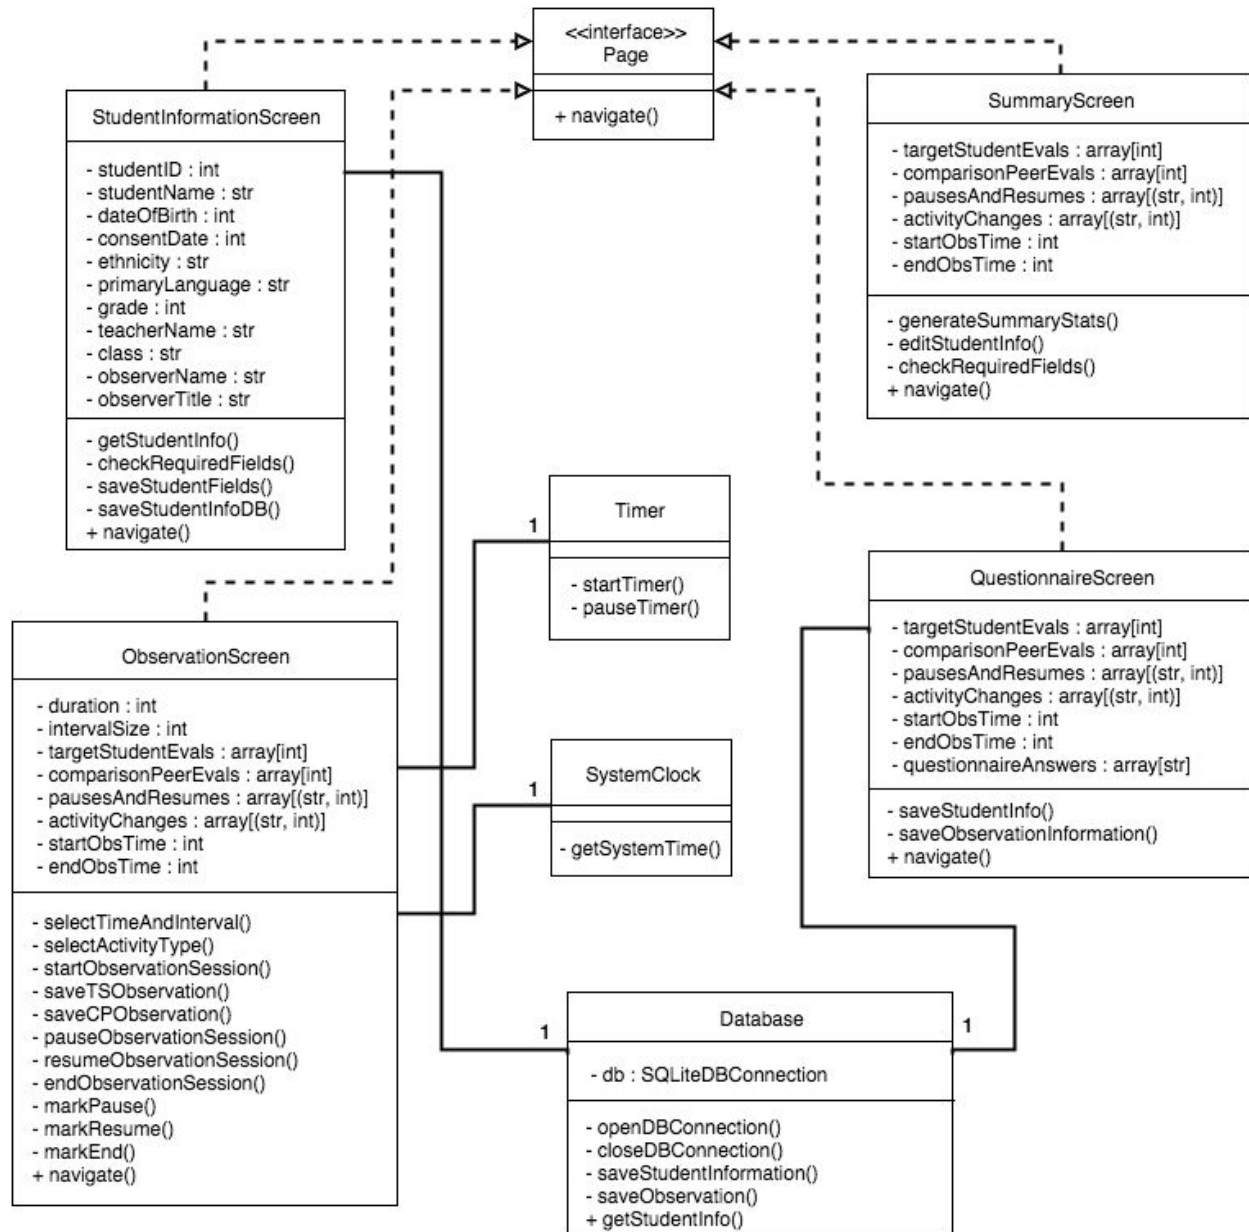 <<interface>>
Page
+ navigate()
StudentInformationScreen
- studentID : int
- studentName : str
- dateOfBirth : int
- consentDate : int
- ethnicity : str
- primaryLanguage : str
- grade : int
- teacherName : str
- class : str
- observerName : str
- observerTitle : str
- getStudentInfo()
- checkRequiredFields()
- saveStudentFields()
- saveStudentInfoDB()
+ navigate()
SummaryScreen
- targetStudentEvals : array[int]
- comparisonPeerEvals : array[int]
- pausesAndResumes : array[(str, int)]
- activityChanges : array[(str, int)]
- startObsTime : int
- endObsTime : int
- generateSummaryStats()
- editStudentInfo()
- checkRequiredFields()
+ navigate()
1
Timer
- startTimer()
- pauseTimer()
ObservationScreen
- duration : int
- intervalSize : int
- targetStudentEvals : array[int]
- comparisonPeerEvals : array[int]
- pausesAndResumes : array[(str, int)]
- activityChanges : array[(str, int)]
- startObsTime : int
- endObsTime : int
- selectTimeAndInterval()
- selectActivityType()
- startObservationSession()
- saveTSObservation()
- saveCPObservation()
- pauseObservationSession()
- resumeObservationSession()
- endObservationSession()
- markPause()
- markResume()
- markEnd()
+ navigate()
1
SystemClock
- getSystemTime()
QuestionnaireScreen
- targetStudentEvals : array[int]
- comparisonPeerEvals : array[int]
- pausesAndResumes : array[(str, int)]
- activityChanges : array[(str, int)]
- startObsTime : int
- endObsTime : int
- questionnaireAnswers : array[str]
- saveStudentInfo()
- saveObservationInformation()
+ navigate()
1
Database
1
- db : SQLiteDBConnection
- openDBConnection()
- closeDBConnection()
- saveStudentInformation()
- saveObservation()
+ getStudentInfo()